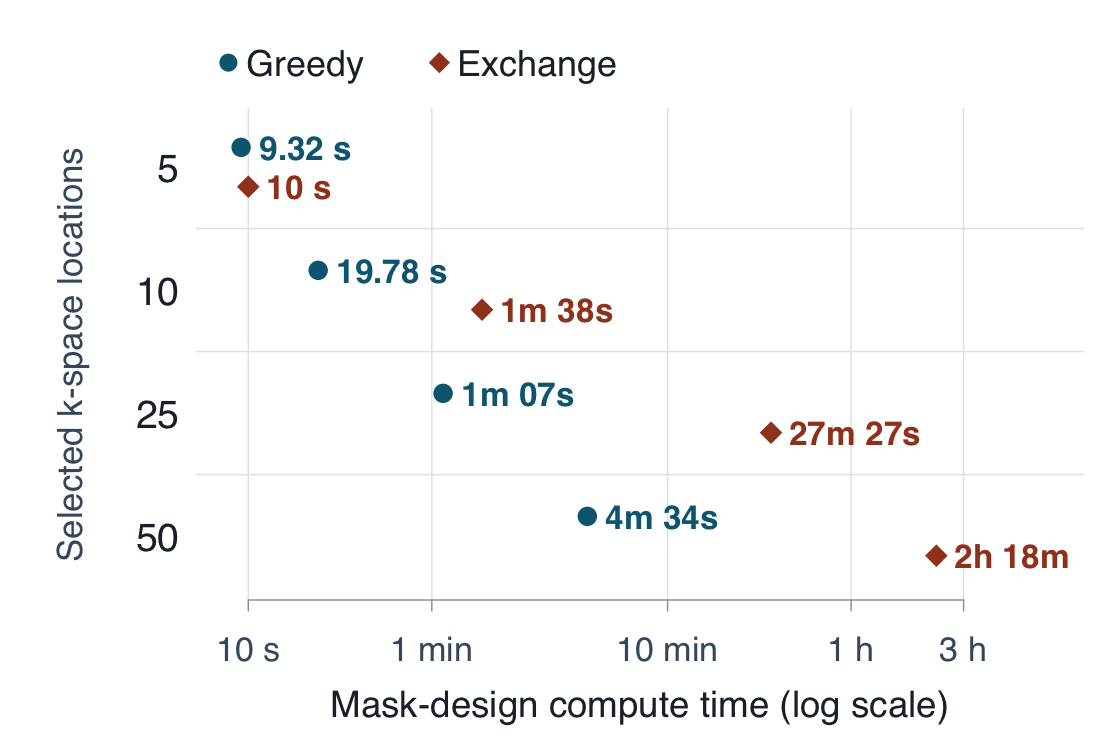 Greedy Exchange
Selected k-space locations
5
9.32 s
10 s
10
19.78 s
1m 38s
25
1m 07s
27m 27s
50
4m 34s
2h 18m
10 s 1 min 10 min 1 h 3 h
Mask-design compute time (log scale)